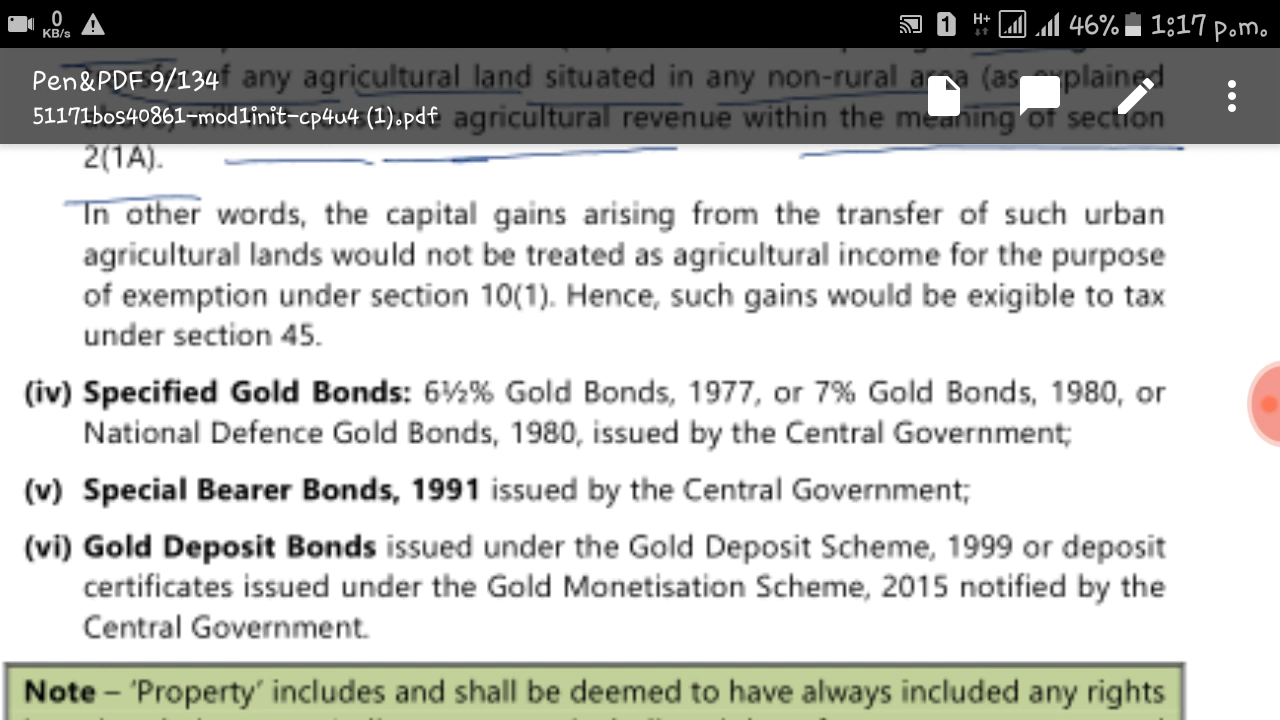 0
KB/s
1
H+
46%
1:17 p.m.
Pen&PDF 9/134
51171bos40861-mod1init-cp4u4 (1).pdf
of any agricultural land situated in any non-rural area (as explained
agricultural revenue within the meaning of section
2(1A).
In other words, the capital gains arising from the transfer of such urban
agricultural lands would not be treated as agricultural income for the purpose
of exemption under section 10(1). Hence, such gains would be exigible to tax
under section 45.
(iv) Specified Gold Bonds: 6½% Gold Bonds, 1977, or 7% Gold Bonds, 1980, or
National Defence Gold Bonds, 1980, issued by the Central Government;
(v) Special Bearer Bonds, 1991 issued by the Central Government;
(vi) Gold Deposit Bonds issued under the Gold Deposit Scheme, 1999 or deposit
certificates issued under the Gold Monetisation Scheme, 2015 notified by the
Central Government.
Note – 'Property' includes and shall be deemed to have always included any rights